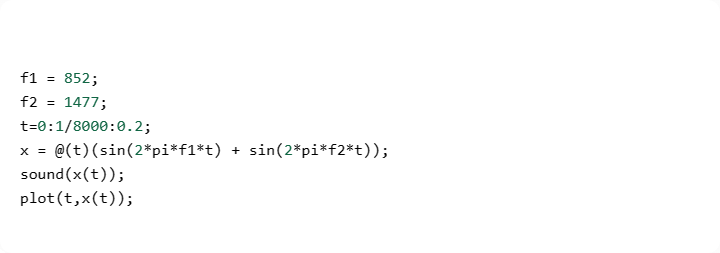 f1 = 852;
f2 = 1477;
t=0:1/8000:0.2;
x = @(t)(sin(2*pi*f1*t) + sin(2*pi*f2*t));
sound(x(t));
plot(t,x(t));